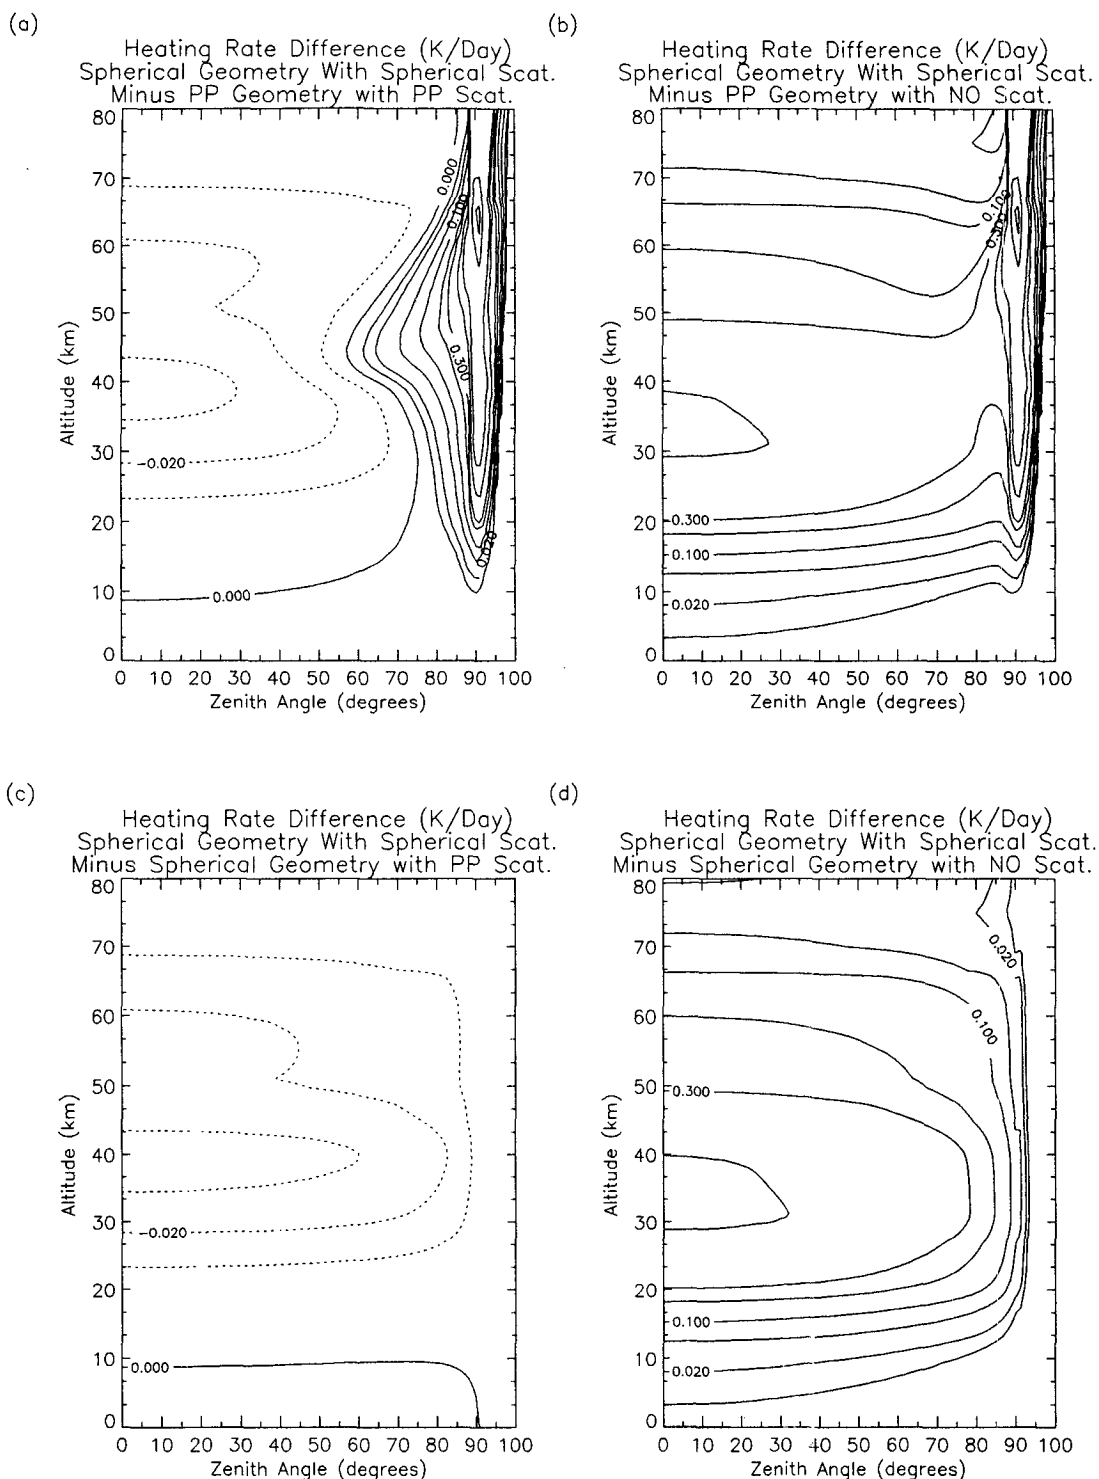 (a)
Heating Rate Difference (K/Day)
Spherical Geometry With Spherical Scat.
Minus PP Geometry with PP Scat.
80
70
60
50
40
30
20
10
0
Altitude (km)
0.000
0.100
0.300
-0.020
0.020
0.000
0 10 20 30 40 50 60 70 80 90 100
Zenith Angle (degrees)
(b)
Heating Rate Difference (K/Day)
Spherical Geometry With Spherical Scat.
Minus PP Geometry with NO Scat.
80
70
60
50
40
30
20
10
0
Altitude (km)
0.100
0.300
0.300
0.100
0.020
0 10 20 30 40 50 60 70 80 90 100
Zenith Angle (degrees)
(c)
Heating Rate Difference (K/Day)
Spherical Geometry With Spherical Scat.
Minus Spherical Geometry with PP Scat.
80
70
60
50
40
30
20
10
0
Altitude (km)
-0.020
0.000
0 10 20 30 40 50 60 70 80 90 100
Zenith Angle (degrees)
(d)
Heating Rate Difference (K/Day)
Spherical Geometry With Spherical Scat.
Minus Spherical Geometry with NO Scat.
80
70
60
50
40
30
20
10
0
Altitude (km)
0.020
0.100
0.300
0.100
0.020
0 10 20 30 40 50 60 70 80 90 100
Zenith Angle (degrees)